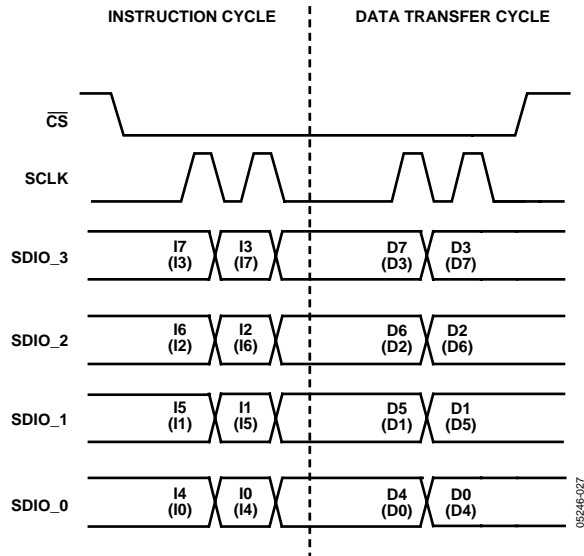 INSTRUCTION CYCLE DATA TRANSFER CYCLE
CS
SCLK
SDIO_3
I7 I3 D7 D3
(I3) (I7) (D3) (D7)
SDIO_2
I6 I2 D6 D2
(I2) (I6) (D2) (D6)
SDIO_1
I5 I1 D5 D1
(I1) (I5) (D1) (D5)
SDIO_0
I4 I0 D4 D0
(I0) (I4) (D0) (D4)
05246-027